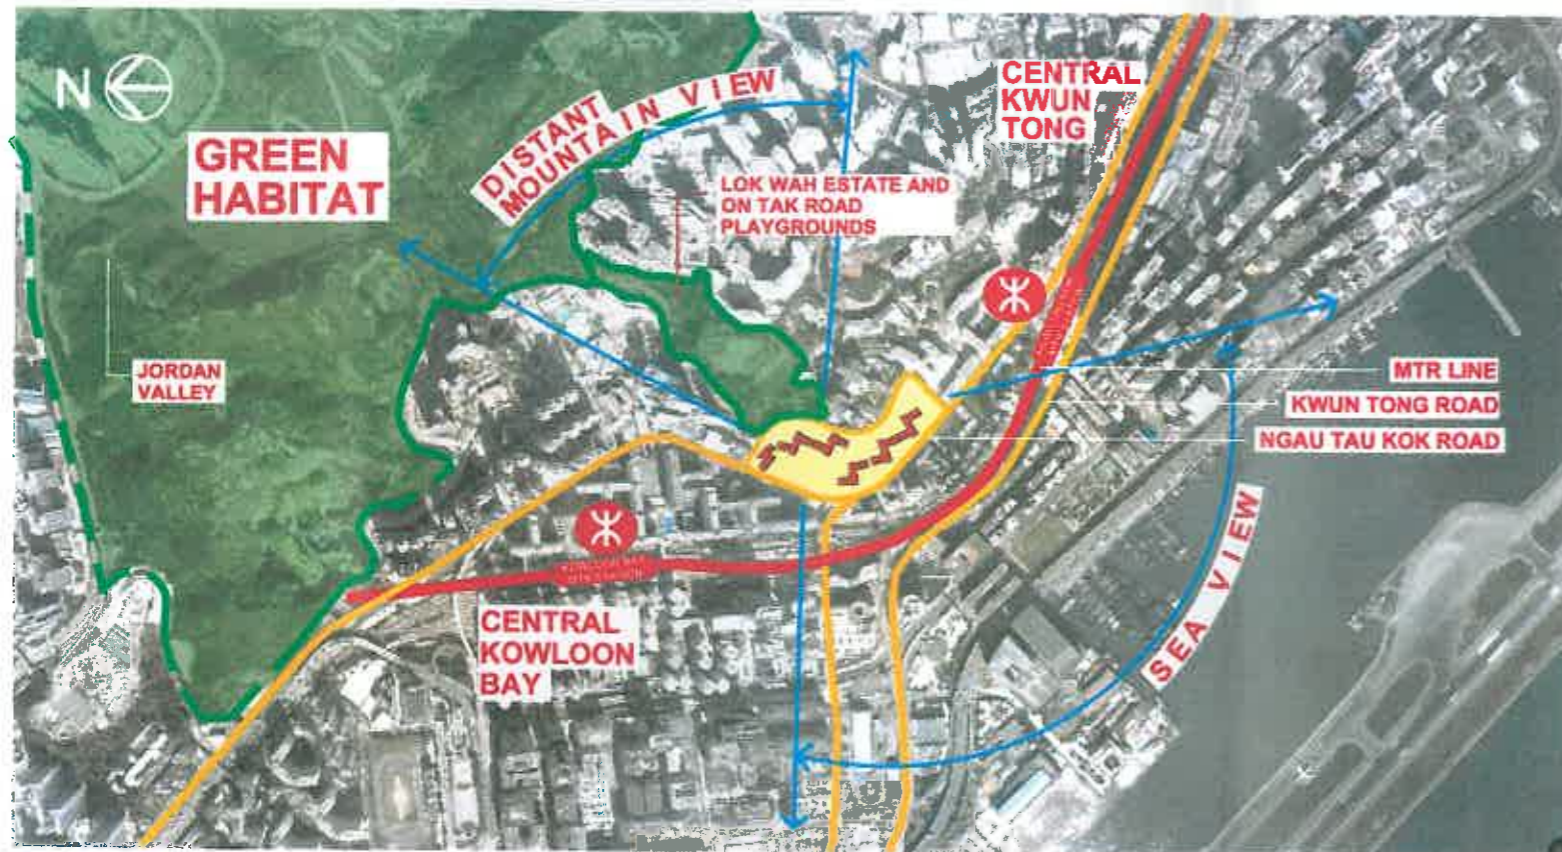 N
GREEN
HABITAT
DISTANT
MOUNTAIN VIEW
CENTRAL
KWUN
TONG
LOK WAH ESTATE AND
ON TAK ROAD
PLAYGROUNDS
JORDAN
VALLEY
MTR LINE
KWUN TONG ROAD
NGAU TAU KOK ROAD
CENTRAL
KOWLOON
BAY
SEA VIEW